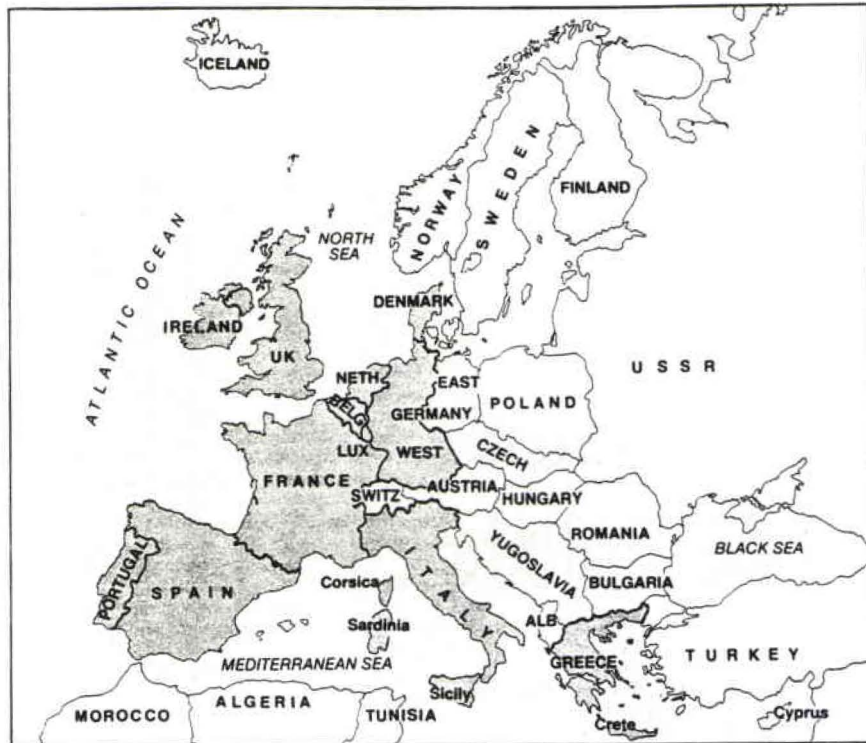 ICELAND
NORWAY
SWEDEN
FINLAND
NORTH
SEA
ATLANTIC OCEAN
DENMARK
IRELAND
UK
USSR
NETH
EAST
BELG
GERMANY
POLAND
LUX
WEST
CZECH
FRANCE
SWITZ
AUSTRIA
HUNGARY
ROMANIA
BLACK SEA
YUGOSLAVIA
ITALY
PORTUGAL
SPAIN
Corsica
BULGARIA
Sardinia
ALB
MEDITERRANEAN SEA
GREECE
TURKEY
Sicily
ALGERIA
MOROCCO
TUNISIA
Crete
Cyprus